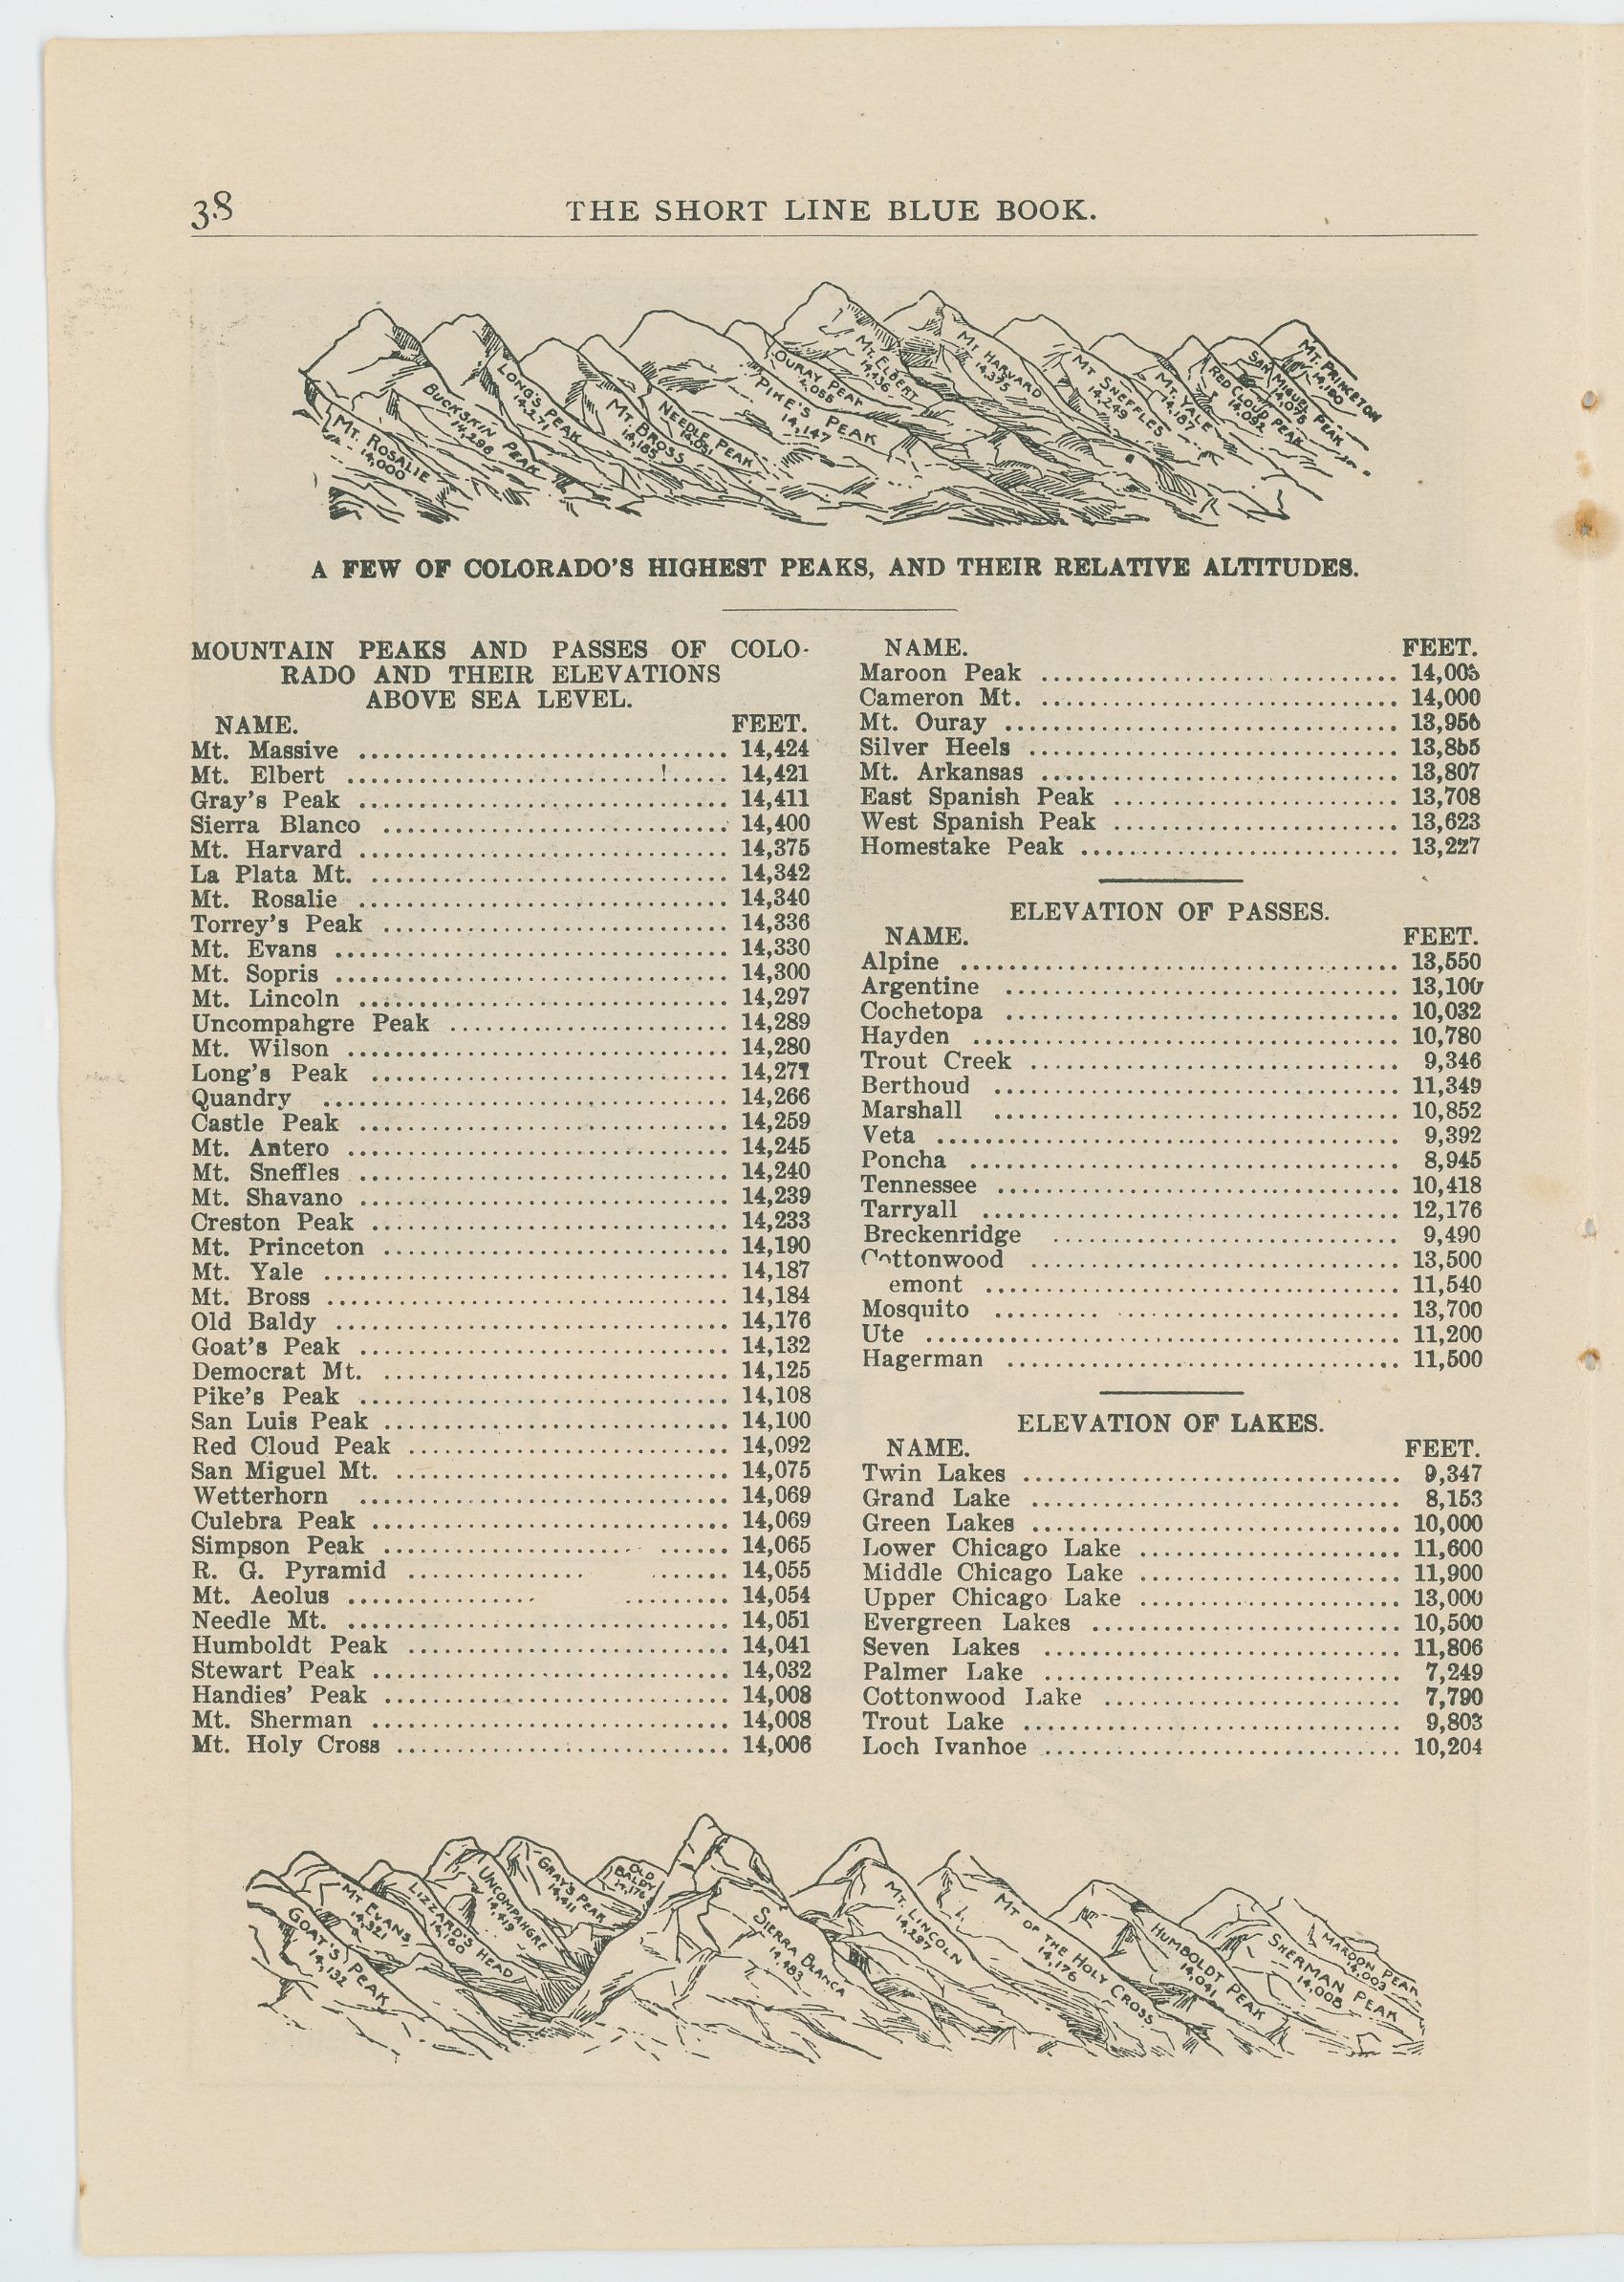 38
THE SHORT LINE BLUE BOOK.
MT. ROSALIE
14,000
BUCKSKIN PEAK
14,296
LONG'S PEAK
14,271
MT. BROSS
14,185
NEEDLE PEAK
14,051
PIKE'S PEAK
14,147
OURAY PEAK
MT. ELBERT
14,436
MT HARVARD
14,375
MT SNEFFLES
14,249
MT. YALE
14,187
RED CLOUD PEAK
14,092
SAN MIGUEL PEAK
14,075
MT. PRINCETON
14,190
A FEW OF COLORADO'S HIGHEST PEAKS, AND THEIR RELATIVE ALTITUDES.
MOUNTAIN PEAKS AND PASSES OF COLO-
RADO AND THEIR ELEVATIONS
ABOVE SEA LEVEL.
NAME. FEET.
Mt. Massive 14,424
Mt. Elbert 14,421
Gray's Peak 14,411
Sierra Blanco 14,400
Mt. Harvard 14,375
La Plata Mt. 14,342
Mt. Rosalie 14,340
Torrey's Peak 14,336
Mt. Evans 14,330
Mt. Sopris 14,300
Mt. Lincoln 14,297
Uncompahgre Peak 14,289
Mt. Wilson 14,280
Long's Peak 14,271
Quandry 14,266
Castle Peak 14,259
Mt. Antero 14,245
Mt. Sneffles 14,240
Mt. Shavano 14,239
Creston Peak 14,233
Mt. Princeton 14,190
Mt. Yale 14,187
Mt. Bross 14,184
Old Baldy 14,176
Goat's Peak 14,132
Democrat Mt. 14,125
Pike's Peak 14,108
San Luis Peak 14,100
Red Cloud Peak 14,092
San Miguel Mt. 14,075
Wetterhorn 14,069
Culebra Peak 14,069
Simpson Peak 14,065
R. G. Pyramid 14,055
Mt. Aeolus 14,054
Needle Mt. 14,051
Humboldt Peak 14,041
Stewart Peak 14,032
Handies' Peak 14,008
Mt. Sherman 14,008
Mt. Holy Cross 14,006
NAME. FEET.
Maroon Peak 14,003
Cameron Mt. 14,000
Mt. Ouray 13,956
Silver Heels 13,855
Mt. Arkansas 13,807
East Spanish Peak 13,708
West Spanish Peak 13,623
Homestake Peak 13,227
ELEVATION OF PASSES.
NAME. FEET.
Alpine 13,550
Argentine 13,100
Cochetopa 10,032
Hayden 10,780
Trout Creek 9,346
Berthoud 11,349
Marshall 10,852
Veta 9,392
Poncha 8,945
Tennessee 10,418
Tarryall 12,176
Breckenridge 9,490
Cottonwood 13,500
emont 11,540
Mosquito 13,700
Ute 11,200
Hagerman 11,500
ELEVATION OF LAKES.
NAME. FEET.
Twin Lakes 9,347
Grand Lake 8,153
Green Lakes 10,000
Lower Chicago Lake 11,600
Middle Chicago Lake 11,900
Upper Chicago Lake 13,000
Evergreen Lakes 10,500
Seven Lakes 11,806
Palmer Lake 7,249
Cottonwood Lake 7,790
Trout Lake 9,803
Loch Ivanhoe 10,204
GOAT'S PEAK
14,132
MT. EVANS
14,321
LIZZARD'S HEAD
14,160
UNCOMPAHGRE
14,419
GRAY'S PEAK
14,411
OLD BALDY
14,176
SIERRA BLANCA
14,483
MT. LINCOLN
14,297
MT OF THE HOLY CROSS
14,176
HUMBOLDT PEAK
14,041
SHERMAN PEAK
14,008
MAROON PEAK
14,003